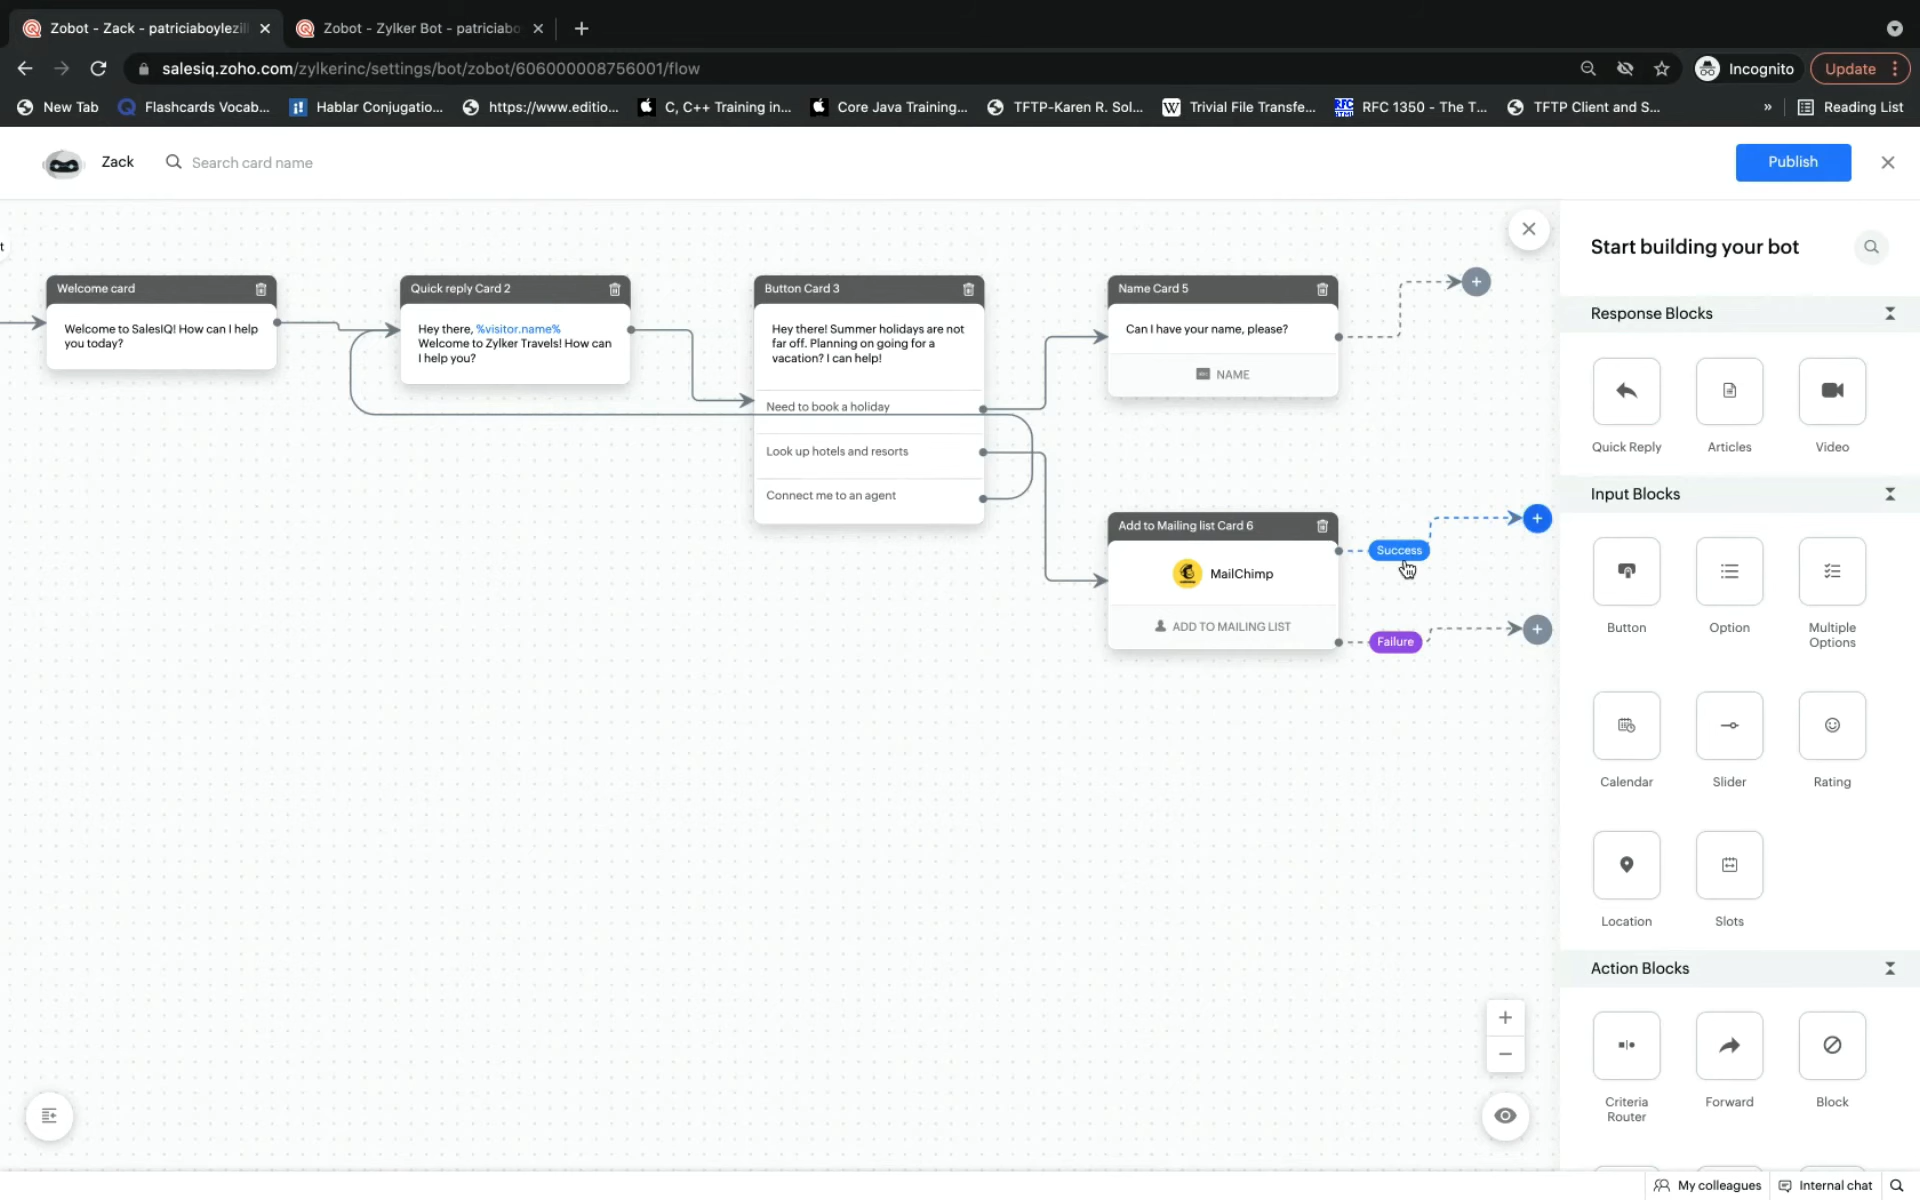 Zobot - Zack - patriciaboylezill
Zobot - Zylker Bot - patriciabo
salesiq.zoho.com/zylkerinc/settings/bot/zobot/606000008756001/flow
Incognito
Update
New Tab
Flashcards Vocab...
Hablar Conjugatio...
https://www.editio...
C, C++ Training in...
Core Java Training...
TFTP-Karen R. Sol...
Trivial File Transfe...
RFC 1350 - The T...
TFTP Client and S...
»
Reading List
Zack
Search card name
Publish
t
Welcome card
Welcome to SalesIQ! How can I help
you today?
Quick reply Card 2
Hey there, %visitor.name%
Welcome to Zylker Travels! How can
I help you?
Button Card 3
Hey there! Summer holidays are not
far off. Planning on going for a
vacation? I can help!
Need to book a holiday
Look up hotels and resorts
Connect me to an agent
Name Card 5
Can I have your name, please?
NAME
Add to Mailing list Card 6
MailChimp
ADD TO MAILING LIST
Success
Failure
Start building your bot
Response Blocks
Quick Reply
Articles
Video
Input Blocks
Button
Option
Multiple
Options
Calendar
Slider
Rating
Location
Slots
Action Blocks
Criteria
Router
Forward
Block
My colleagues
Internal chat